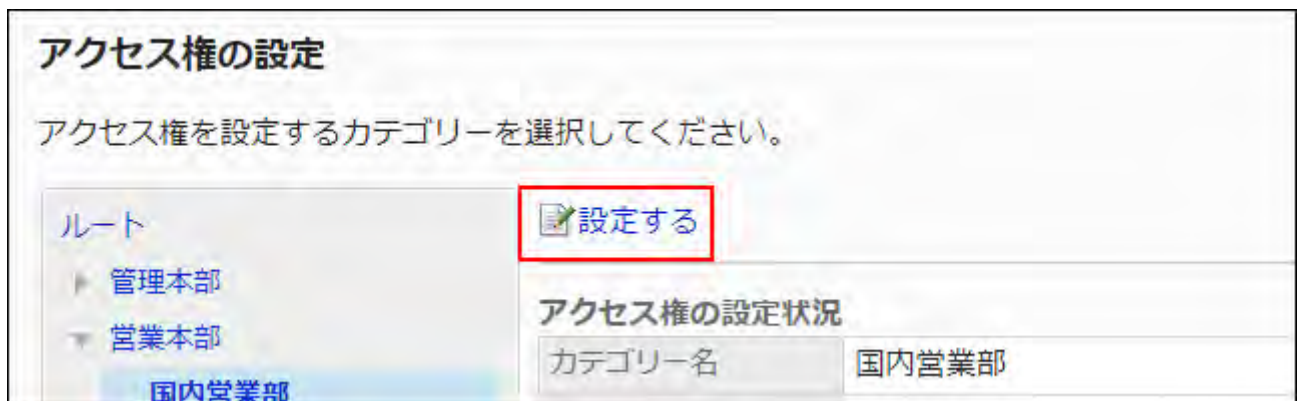 アクセス権の設定
アクセス権を設定するカテゴリーを選択してください。
ルート
管理本部
営業本部
国内営業部
設定する
アクセス権の設定状況
カテゴリー名 国内営業部